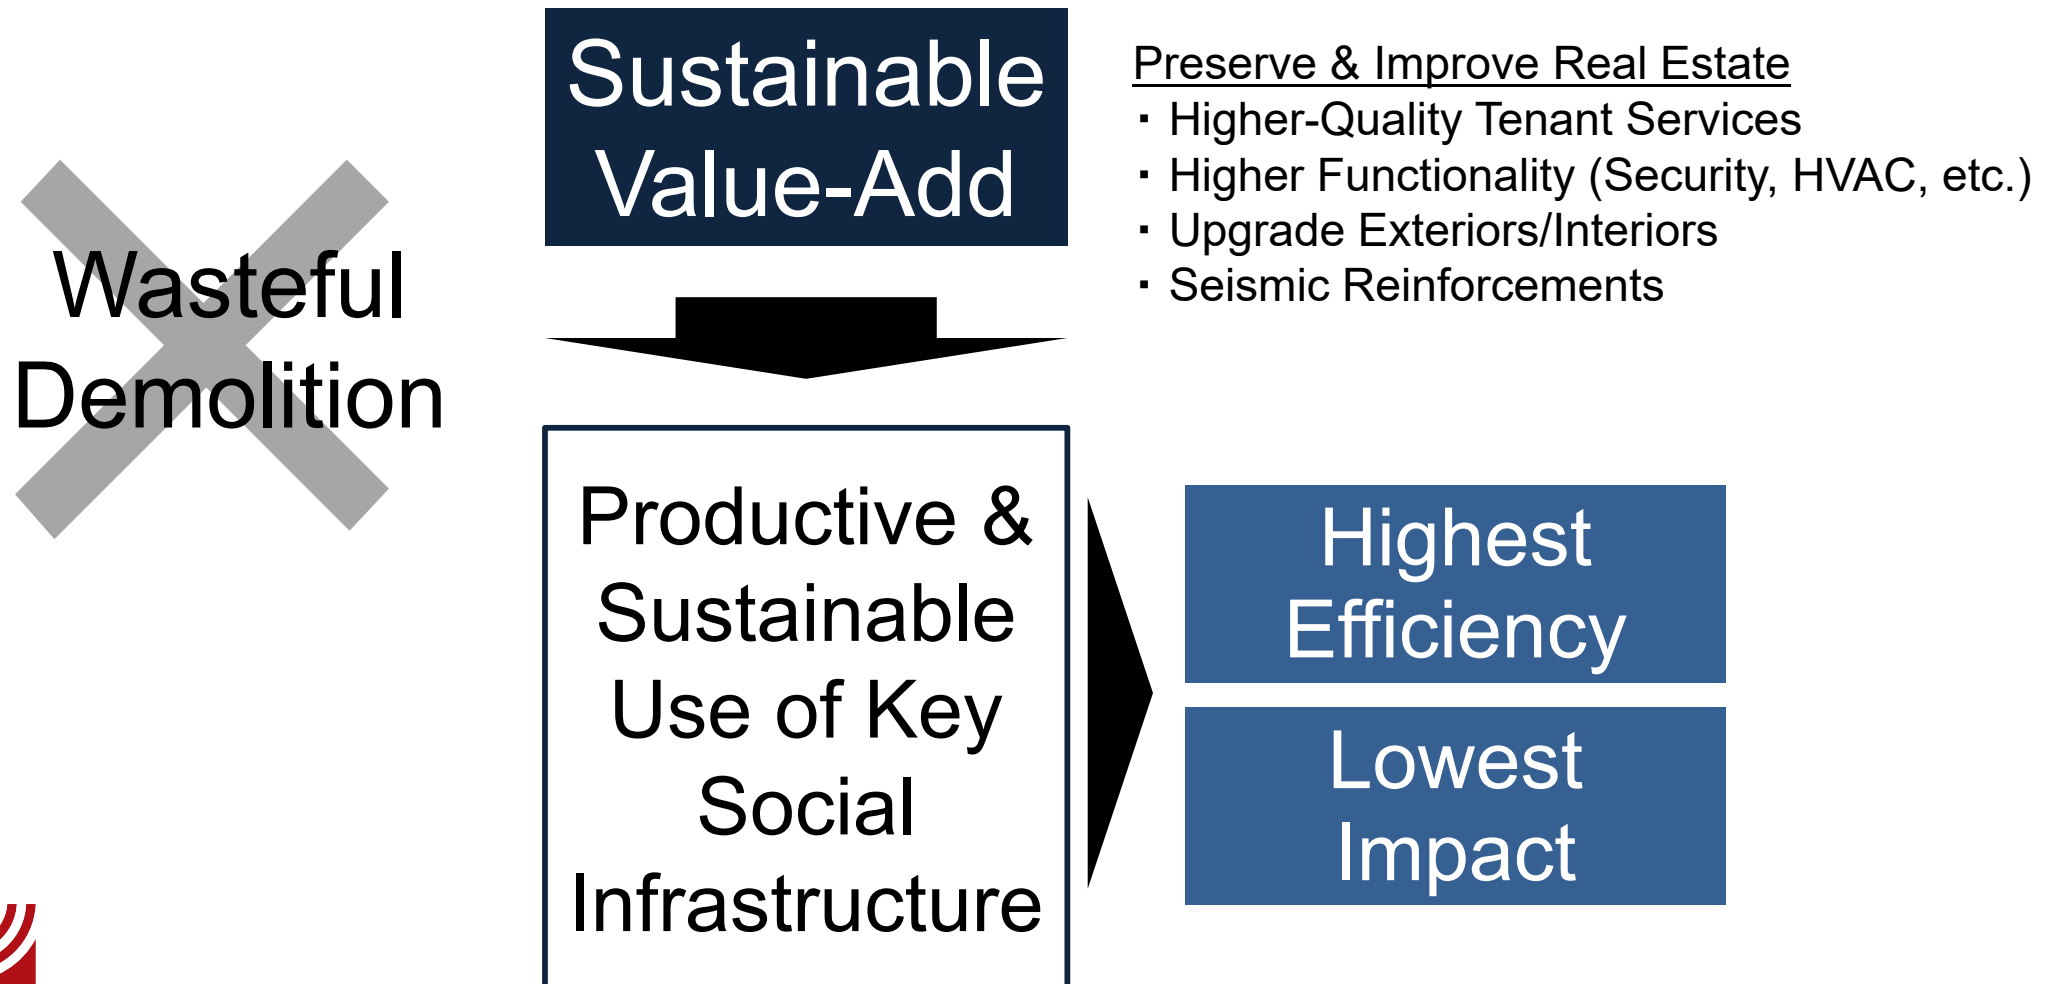 Wasteful
Demolition
Sustainable
Value-Add
Preserve & Improve Real Estate
・Higher-Quality Tenant Services
・Higher Functionality (Security, HVAC, etc.)
・Upgrade Exteriors/Interiors
・Seismic Reinforcements
Productive &
Sustainable
Use of Key
Social
Infrastructure
Highest
Efficiency
Lowest
Impact